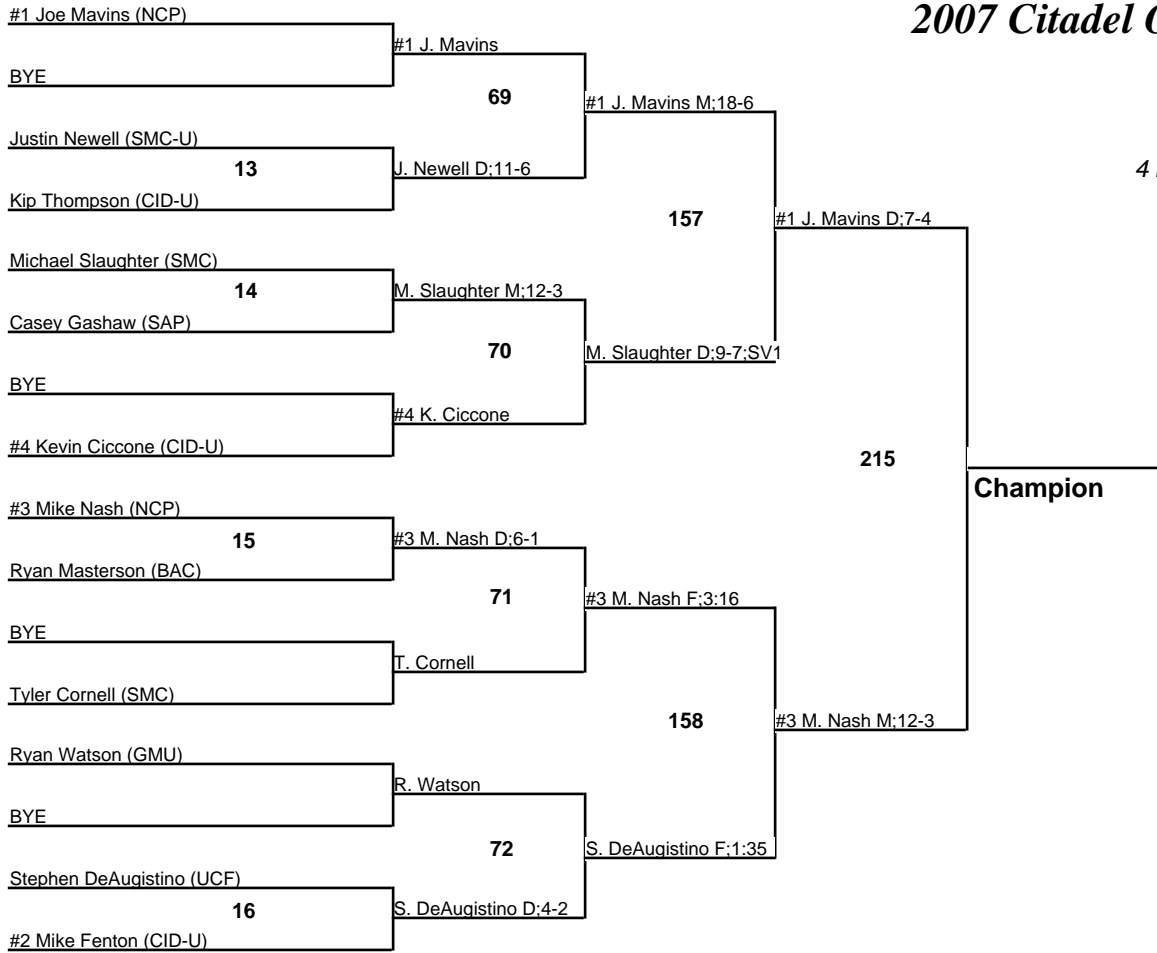 #1 Joe Mavins (NCP)
2007 Citadel
#1 J. Mavins
BYE
69
#1 J. Mavins M;18-6
Justin Newell (SMC-U)
13
J. Newell D;11-6
4
Kip Thompson (CID-U)
157
#1 J. Mavins D;7-4
Michael Slaughter (SMC)
14
M. Slaughter M;12-3
Casey Gashaw (SAP)
70
M. Slaughter D;9-7;SV1
BYE
#4 K. Ciccone
#4 Kevin Ciccone (CID-U)
215
Champion
#3 Mike Nash (NCP)
15
#3 M. Nash D;6-1
Ryan Masterson (BAC)
71
#3 M. Nash F;3:16
BYE
T. Cornell
Tyler Cornell (SMC)
158
#3 M. Nash M;12-3
Ryan Watson (GMU)
R. Watson
BYE
72
S. DeAugistino F;1:35
Stephen DeAugistino (UCF)
16
S. DeAugistino D;4-2
#2 Mike Fenton (CID-U)